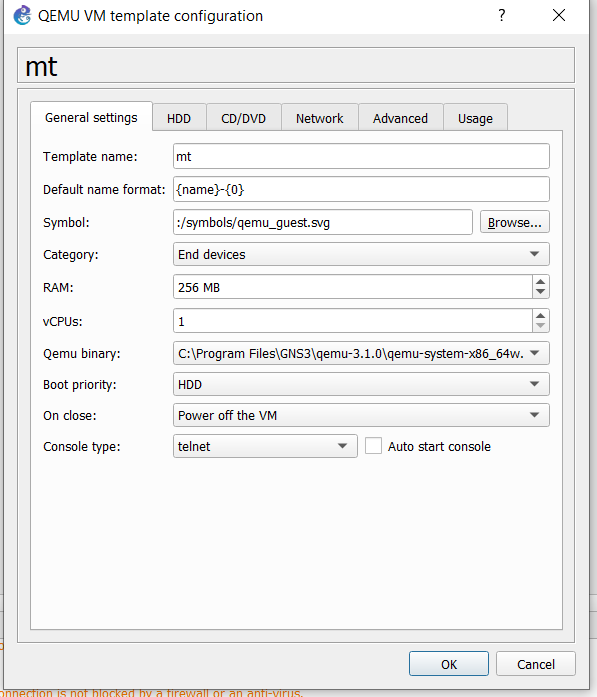 QEMU VM template configuration ?
mt
General settings HDD CD/DVD Network Advanced Usage
Template name: mt
Default name format: {name}-{0}
Symbol: :/symbols/qemu_guest.svg Browse...
Category: End devices
RAM: 256 MB
vCPUs: 1
Qemu binary: C:\Program Files\GNS3\qemu-3.1.0\qemu-system-x86_64w.
Boot priority: HDD
On close: Power off the VM
Console type: telnet Auto start console
OK Cancel
onnection is not blocked by a firewall or an anti-virus.